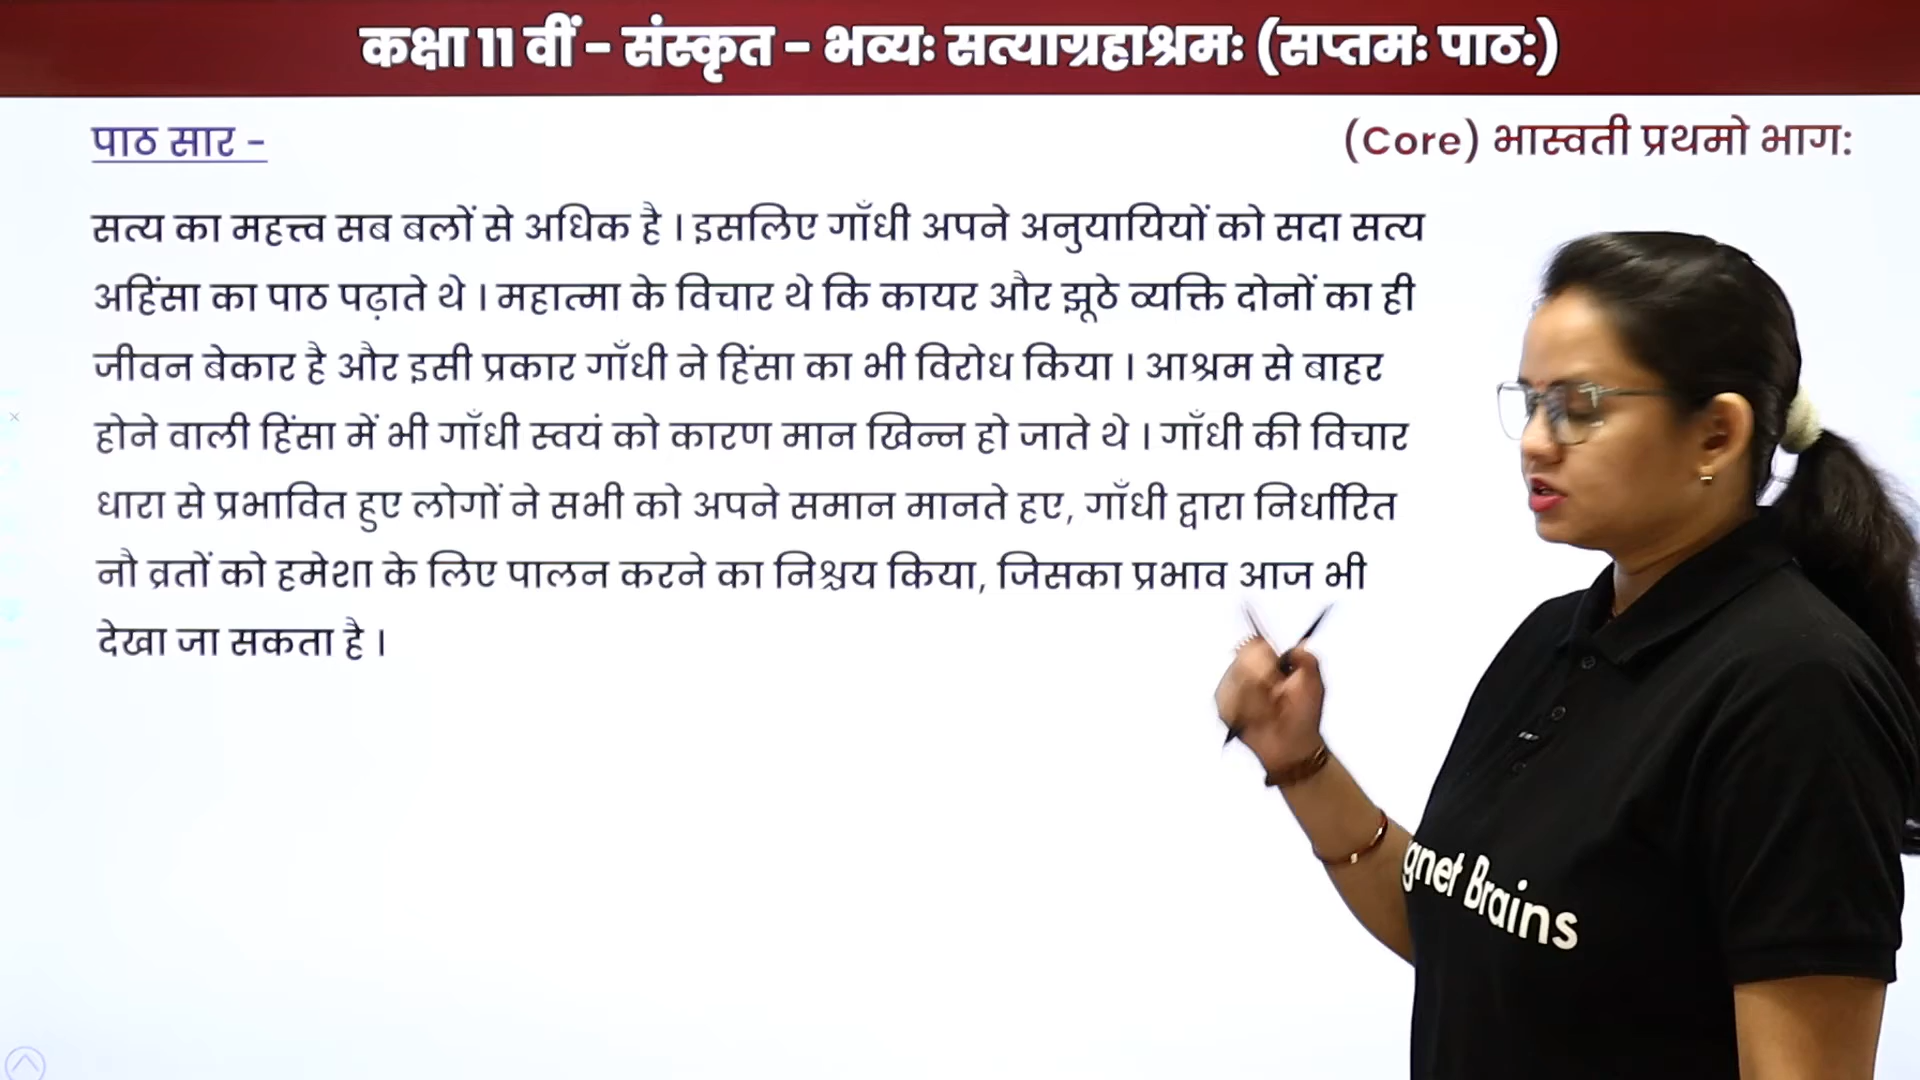 कक्षा 11 वीं - संस्कृत - भव्यः सत्याग्रहाश्रमः (सप्तमः पाठ:)
पाठ सार -
(Core) भास्वती प्रथमो भाग:
सत्य का महत्त्व सब बलों से अधिक है । इसलिए गाँधी अपने अनुयायियों को सदा सत्य
अहिंसा का पाठ पढ़ाते थे । महात्मा के विचार थे कि कायर और झूठे व्यक्ति दोनों का ही
जीवन बेकार है और इसी प्रकार गाँधी ने हिंसा का भी विरोध किया । आश्रम से बाहर
होने वाली हिंसा में भी गाँधी स्वयं को कारण मान खिन्न हो जाते थे । गाँधी की विचार
धारा से प्रभावित हुए लोगों ने सभी को अपने समान मानते हए, गाँधी द्वारा निर्धारित
नौ व्रतों को हमेशा के लिए पालन करने का निश्चय किया, जिसका प्रभाव आज भी
देखा जा सकता है ।
gnet Brains